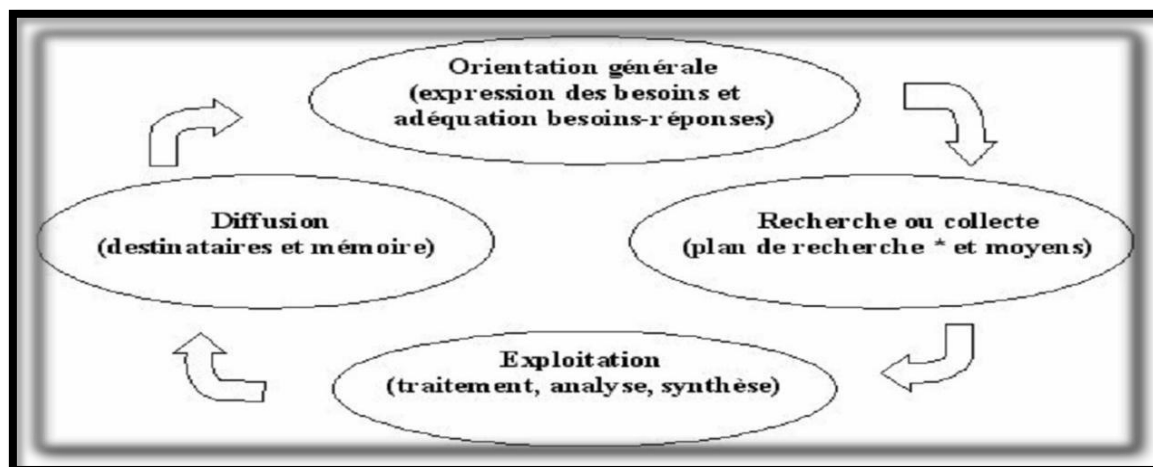 Orientation générale
(expression des besoins et
adéquation besoins-réponses)
Diffusion
(destinataires et mémoire)
Recherche ou collecte
(plan de recherche * et moyens)
Exploitation
(traitement, analyse, synthèse)